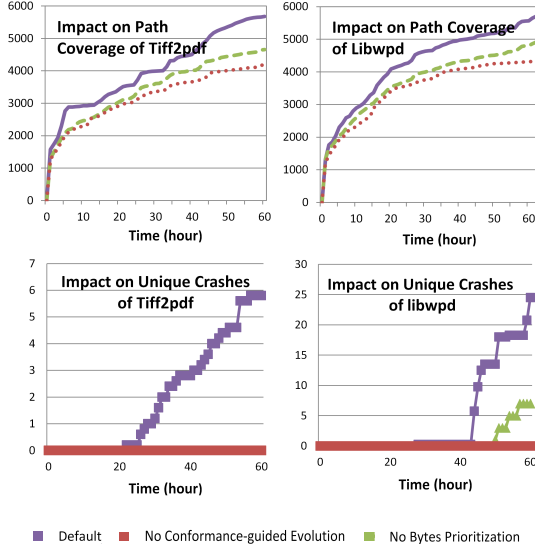 Impact on Path
Coverage of Tiff2pdf
6000
5000
4000
3000
2000
1000
0
0 10 20 30 40 50 60
Time (hour)
Impact on Path Coverage
of Libwpd
6000
5000
4000
3000
2000
1000
0
0 10 20 30 40 50 60
Time (hour)
Impact on Unique Crashes
of Tiff2pdf
7
6
5
4
3
2
1
0
0 20 40 60
Time (hour)
Impact on Unique Crashes
of libwpd
30
25
20
15
10
5
0
0 20 40 60
Time (hour)
Default No Conformance-guided Evolution No Bytes Prioritization